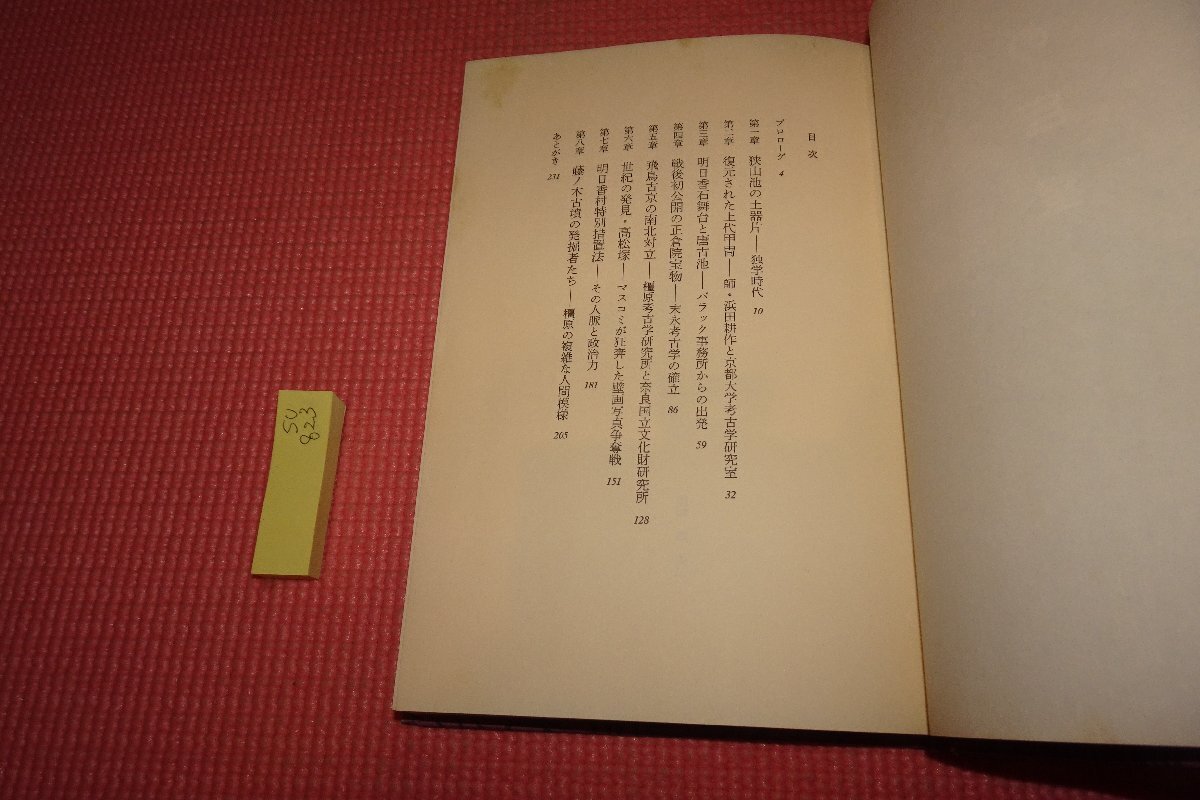 目次
プロローグ 4
第一章 狭山池の土器片──独学時代 10
第二章 復元された上代甲冑──師・浜田耕作と京都大学考古学研究室 32
第三章 明日香石舞台と唐古池──バラック事務所からの出発 59
第四章 戦後初公開の正倉院宝物──末永考古学の確立 86
第五章 飛鳥古京の南北対立──橿原考古学研究所と奈良国立文化財研究所 128
第六章 世紀の発見・高松塚──マスコミが狂奔した壁画写真争奪戦 151
第七章 明日香村特別措置法──その人脈と政治力 181
第八章 藤ノ木古墳の発掘者たち──橿原の複雑な人間模様 205
あとがき 231
SU
823